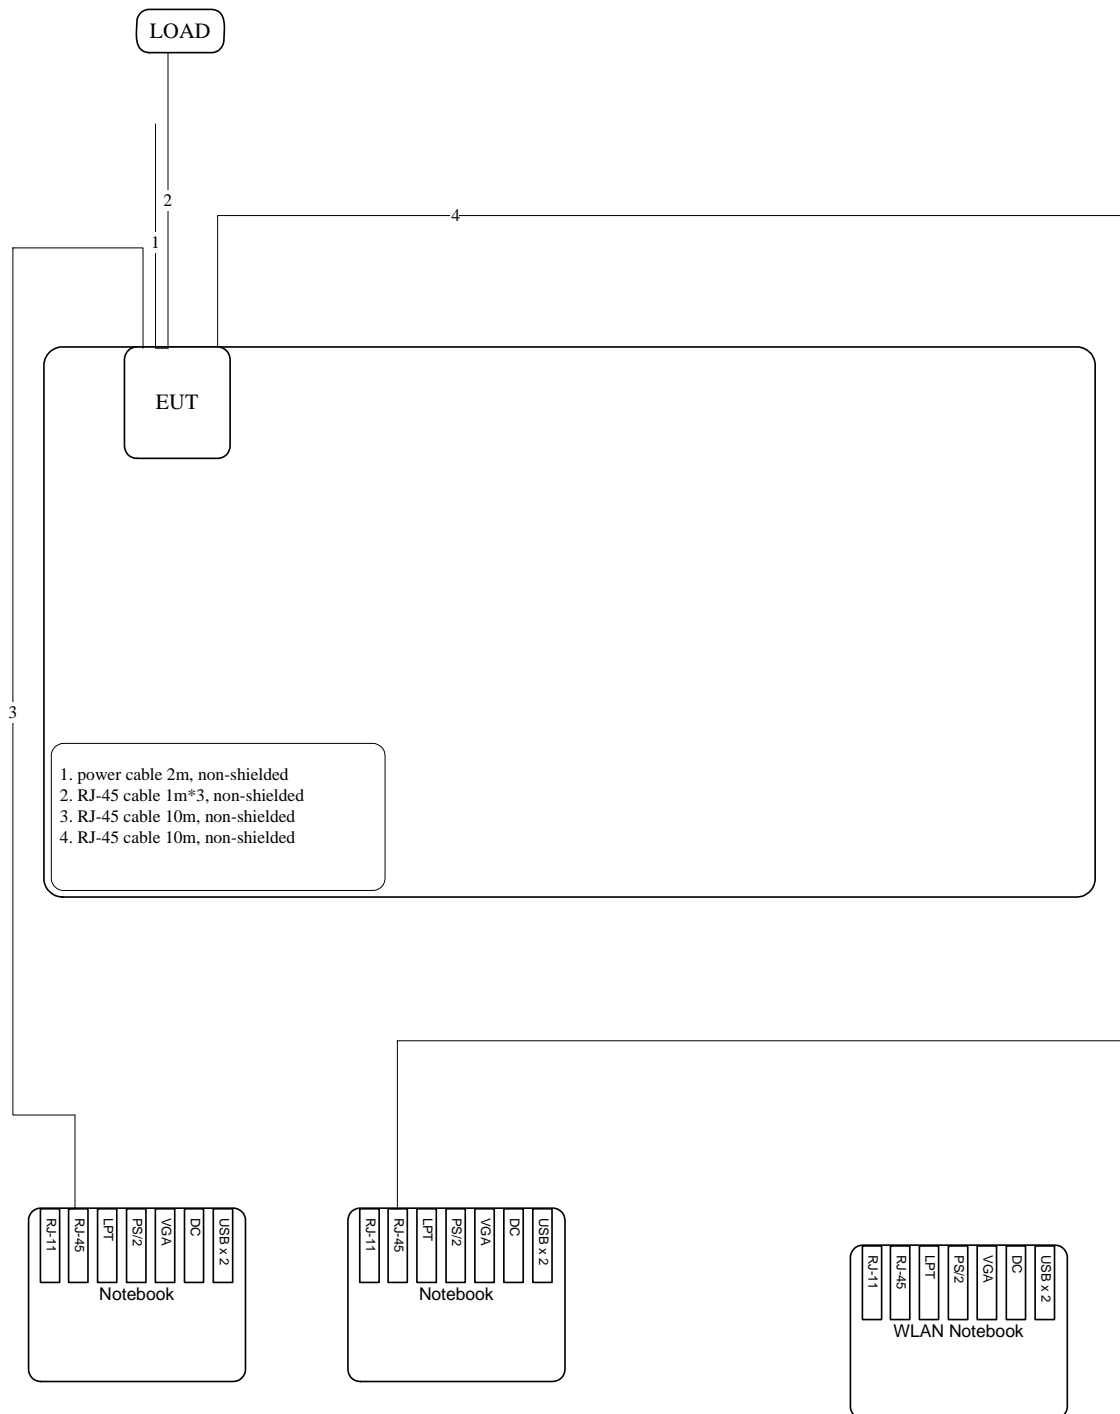 LOAD
2
4
1
EUT
3
1. power cable 2m, non-shielded
2. RJ-45 cable 1m*3, non-shielded
3. RJ-45 cable 10m, non-shielded
4. RJ-45 cable 10m, non-shielded
RJ-11
RJ-45
LPT
PS/2
VGA
DC
USB x 2
Notebook
RJ-11
RJ-45
LPT
PS/2
VGA
DC
USB x 2
Notebook
RJ-11
RJ-45
LPT
PS/2
VGA
DC
USB x 2
WLAN Notebook